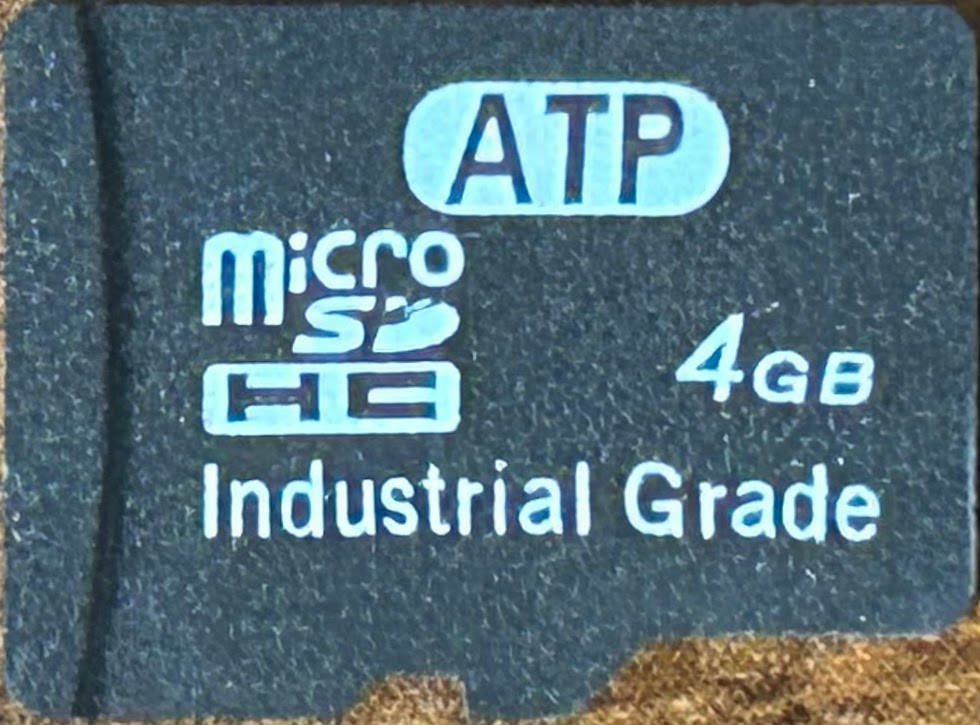 ATP
micro
SD
HC
4GB
Industrial Grade